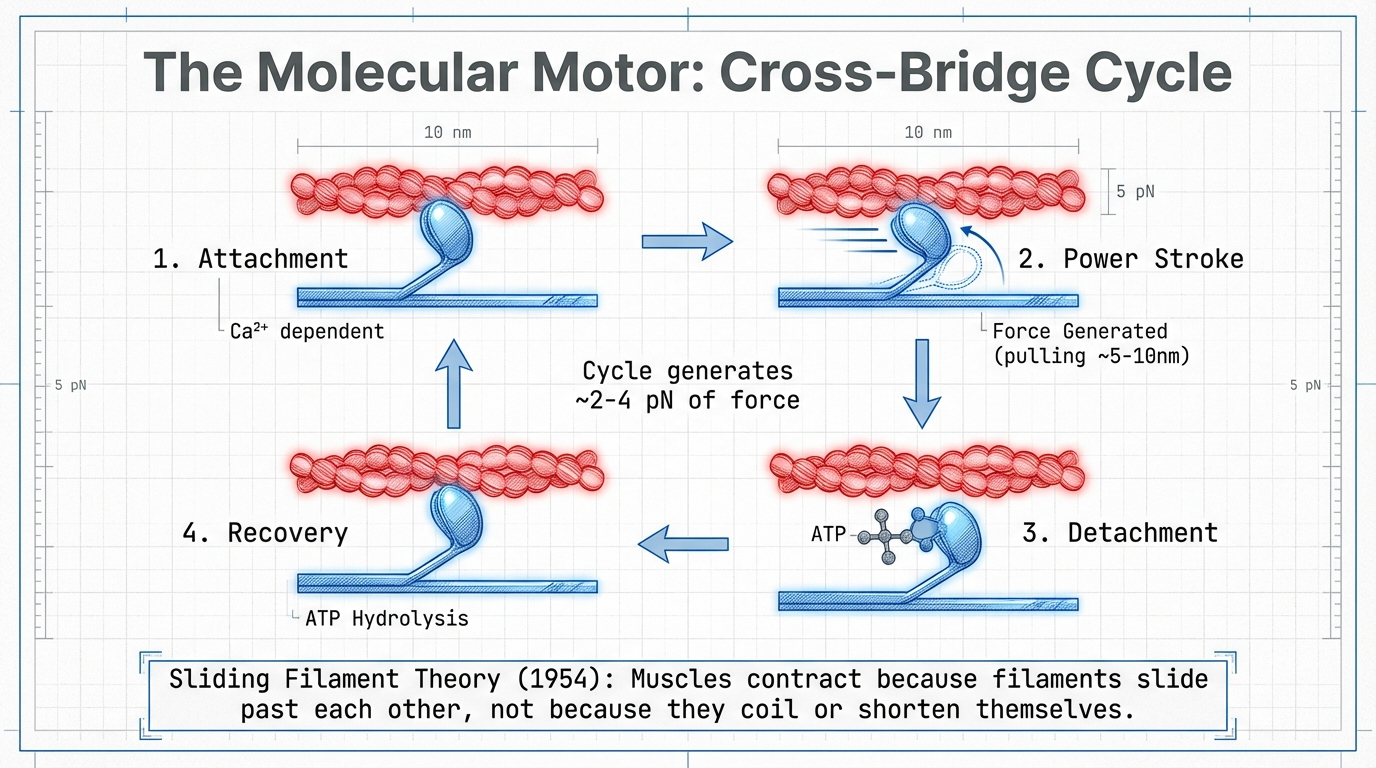 The Molecular Motor: Cross-Bridge Cycle
10 nm
10 nm
5 pN
1. Attachment
Ca²⁺ dependent
2. Power Stroke
Force Generated
(pulling ~5-10nm)
5 pN
Cycle generates
~2-4 pN of force
5 pN
4. Recovery
ATP Hydrolysis
ATP
3. Detachment
Sliding Filament Theory (1954): Muscles contract because filaments slide
past each other, not because they coil or shorten themselves.